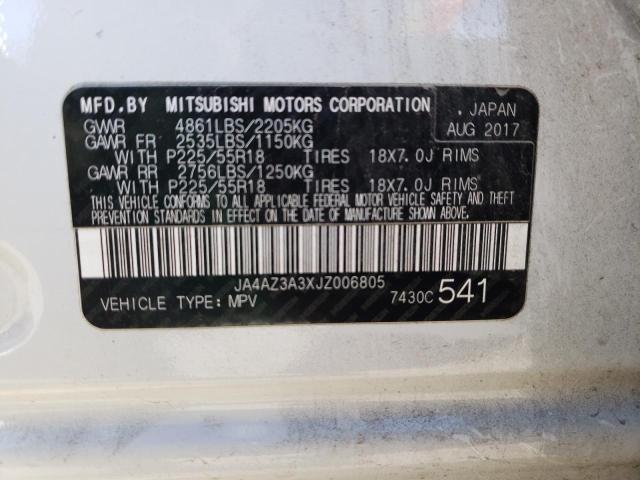 MFD.BY MITSUBISHI MOTORS CORPORATION , JAPAN
GVWR 4861LBS/2205KG AUG 2017
GAWR FR 2535LBS/1150KG
WITH P225/55R18 TIRES 18X7.0J RIMS
GAWR RR 2756LBS/1250KG
WITH P225/55R18 TIRES 18X7.0J RIMS
THIS VEHICLE CONFORMS TO ALL APPLICABLE FEDERAL MOTOR VEHICLE SAFETY AND THEFT
PREVENTION STANDARDS IN EFFECT ON THE DATE OF MANUFACTURE SHOWN ABOVE.
JA4AZ3A3XJZ006805
VEHICLE TYPE: MPV 7430C 541